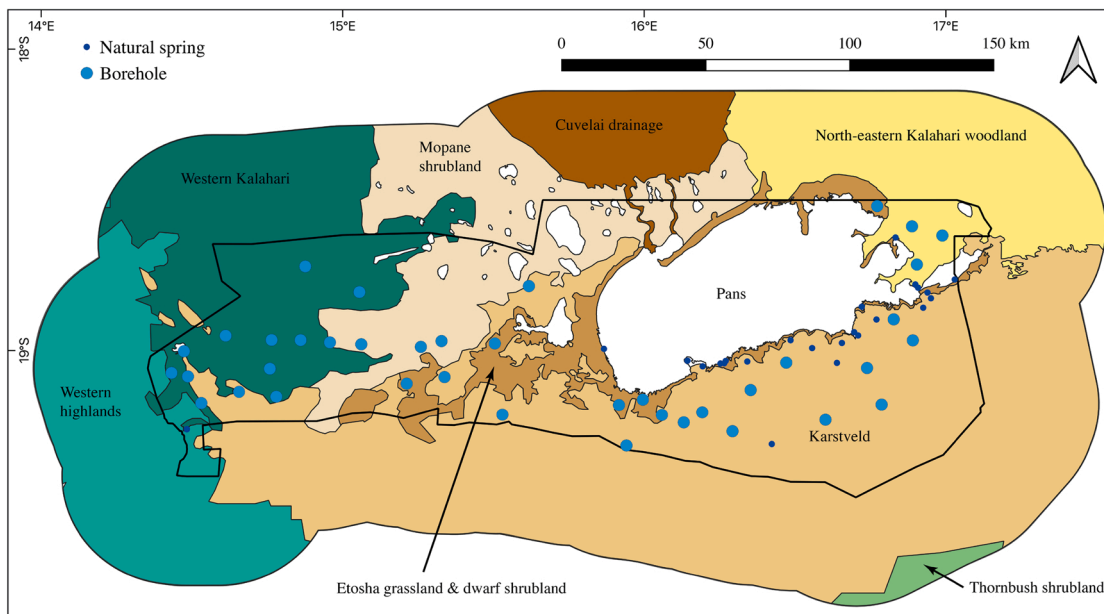 14°E
15°E
16°E
17°E
18°S
19°S
Natural spring
Borehole
0
50
100
150 km
Cuvelai drainage
North-eastern Kalahari woodland
Mopane
shrubland
Western Kalahari
Pans
Western
highlands
Karstveld
Etosha grassland & dwarf shrubland
Thornbush shrubland